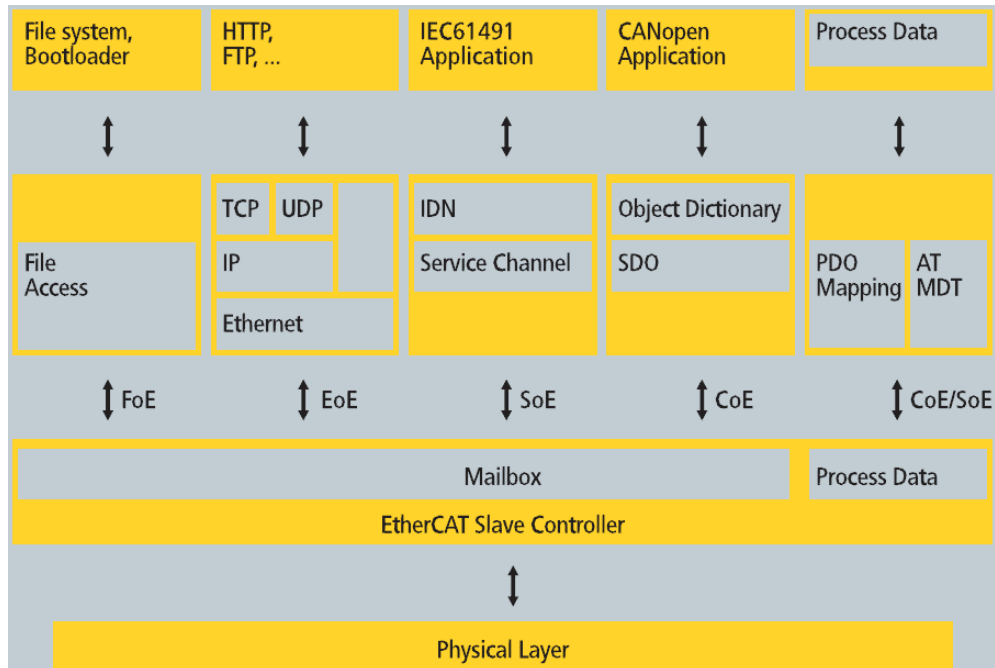 File system,
Bootloader
HTTP,
FTP, ...
IEC61491
Application
CANopen
Application
Process Data
File
Access
TCP
UDP
IP
Ethernet
IDN
Service Channel
Object Dictionary
SDO
PDO
Mapping
AT
MDT
FoE
EoE
SoE
CoE
CoE/SoE
Mailbox
Process Data
EtherCAT Slave Controller
Physical Layer